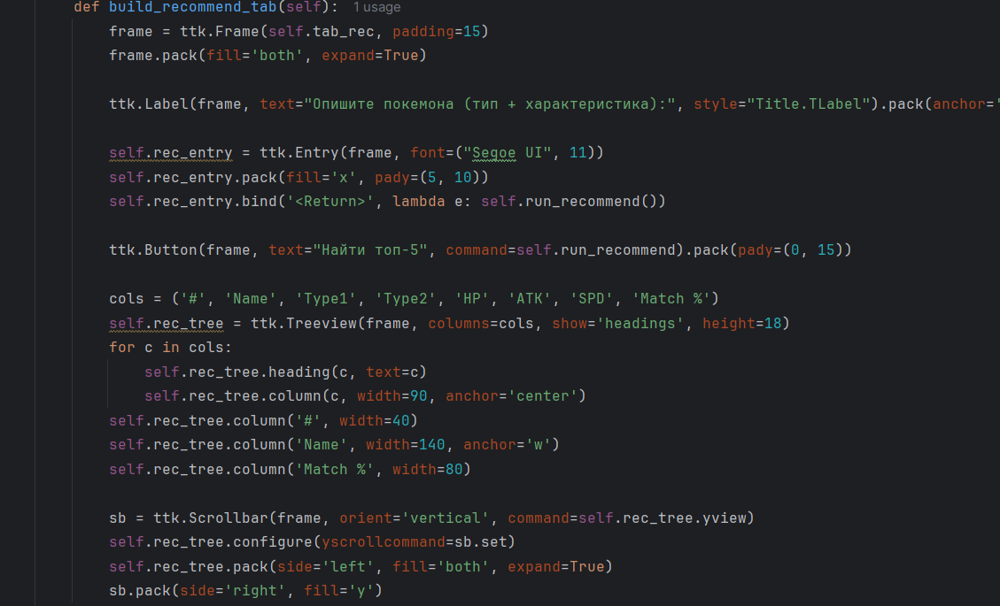 def build_recommend_tab(self): 1 usage
frame = ttk.Frame(self.tab_rec, padding=15)
frame.pack(fill='both', expand=True)
ttk.Label(frame, text="Опишите покемона (тип + характеристика):", style="Title.TLabel").pack(anchor='
self.rec_entry = ttk.Entry(frame, font=("Segoe UI", 11))
self.rec_entry.pack(fill='x', pady=(5, 10))
self.rec_entry.bind('<Return>', lambda e: self.run_recommend())
ttk.Button(frame, text="Найти топ-5", command=self.run_recommend).pack(pady=(0, 15))
cols = ('#', 'Name', 'Type1', 'Type2', 'HP', 'ATK', 'SPD', 'Match %')
self.rec_tree = ttk.Treeview(frame, columns=cols, show='headings', height=18)
for c in cols:
self.rec_tree.heading(c, text=c)
self.rec_tree.column(c, width=90, anchor='center')
self.rec_tree.column('#', width=40)
self.rec_tree.column('Name', width=140, anchor='w')
self.rec_tree.column('Match %', width=80)
sb = ttk.Scrollbar(frame, orient='vertical', command=self.rec_tree.yview)
self.rec_tree.configure(yscrollcommand=sb.set)
self.rec_tree.pack(side='left', fill='both', expand=True)
sb.pack(side='right', fill='y')